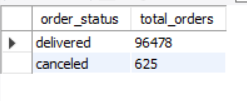 order_status total_orders
delivered 96478
canceled 625